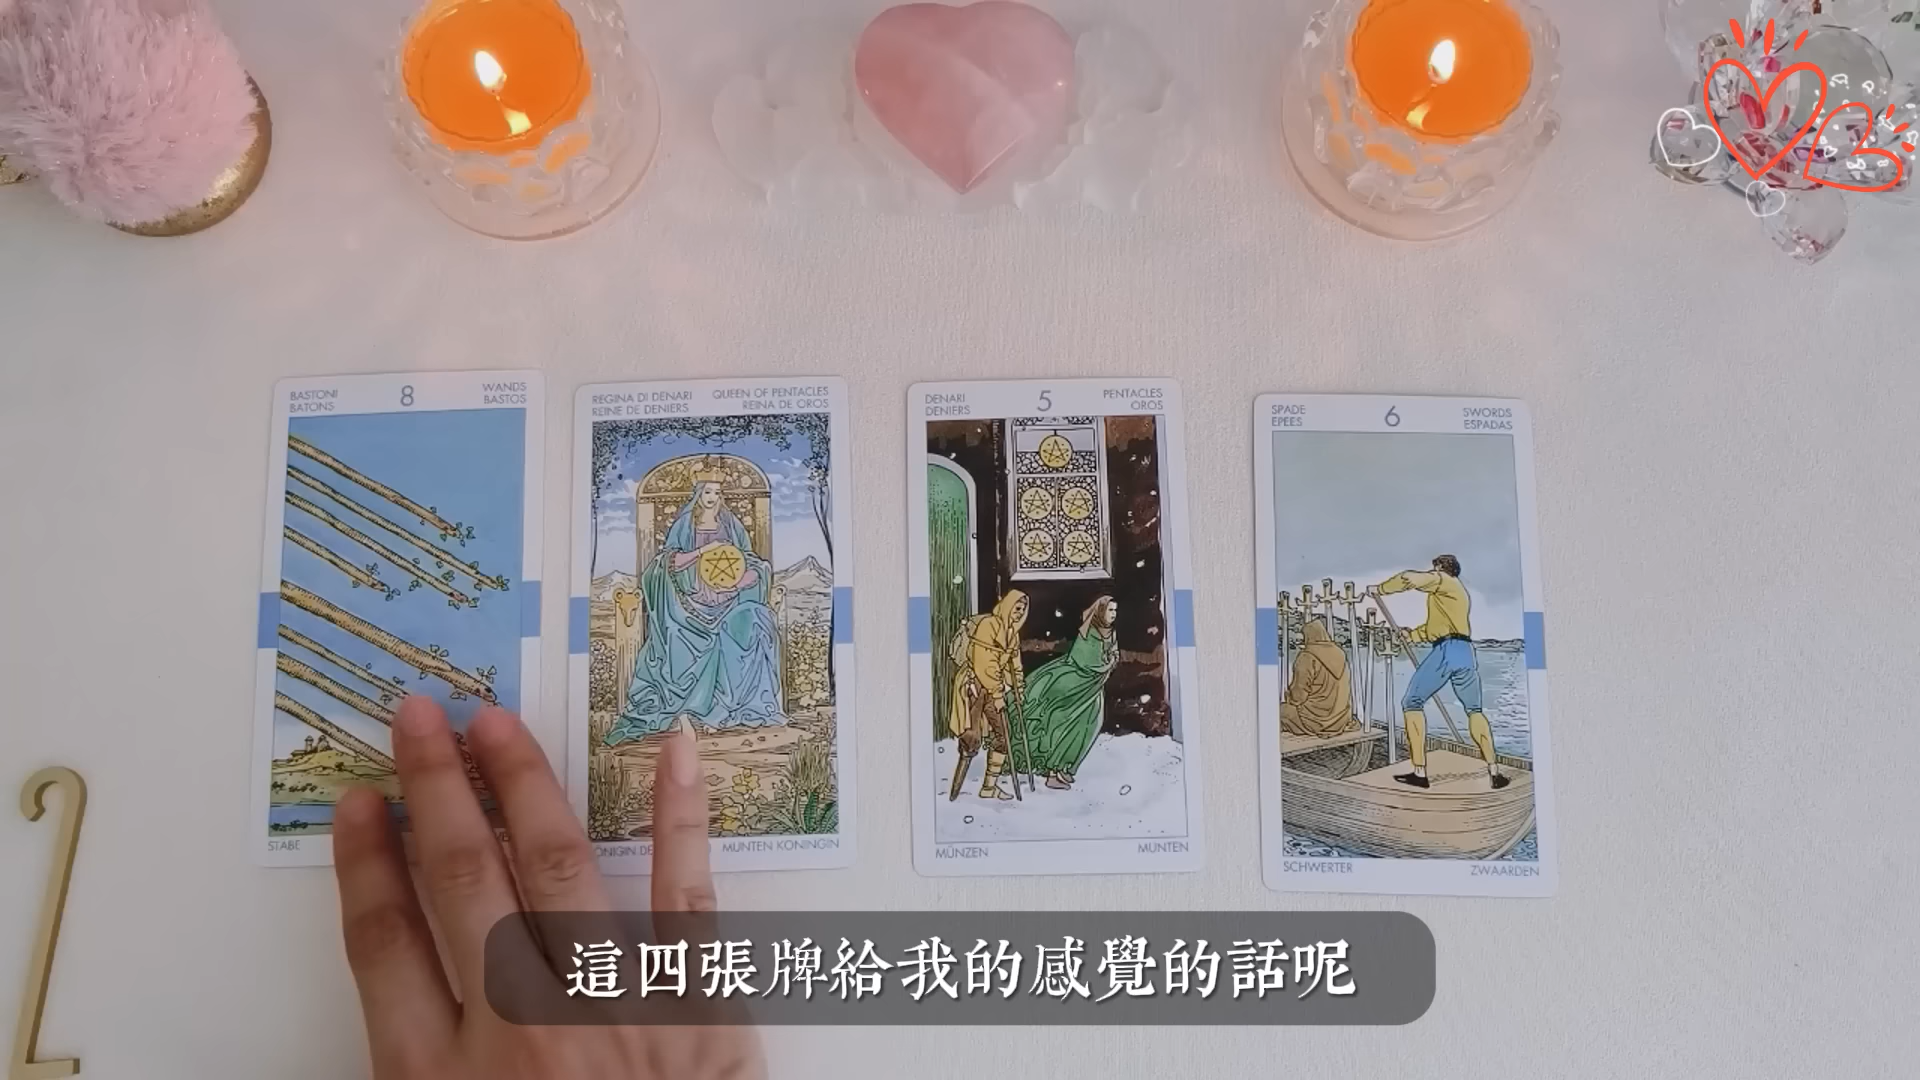 BASTONI 8 WANDS
BATONS BASTOS
STABE
REGINA DI DENARI QUEEN OF PENTACLES
REINE DE DENIERS REINA DE OROS
MUNTEN KONINGIN
DENARI 5 PENTACLES
DENIERS OROS
MÜNZEN MUNTEN
SPADE 6 SWORDS
EPEES ESPADAS
SCHWERTER ZWAARDEN
2
這四張牌給我的感覺的話呢